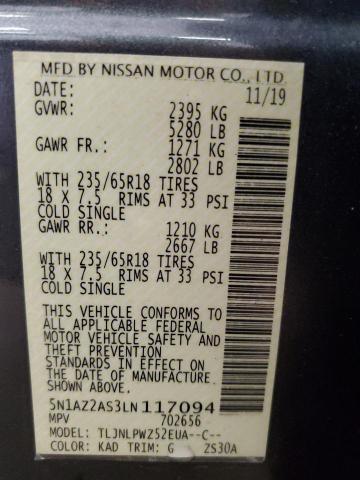 MFD BY NISSAN MOTOR CO., LTD
DATE: 11/19
GVWR: 2395 KG
5280 LB
GAWR FR.: 1271 KG
2802 LB
WITH 235/65R18 TIRES
18 X 7.5 RIMS AT 33 PSI
COLD SINGLE
GAWR RR.: 1210 KG
2667 LB
WITH 235/65R18 TIRES
18 X 7.5 RIMS AT 33 PSI
COLD SINGLE
THIS VEHICLE CONFORMS TO
ALL APPLICABLE FEDERAL
MOTOR VEHICLE SAFETY AND
THEFT PREVENTION
STANDARDS IN EFFECT ON
THE DATE OF MANUFACTURE
SHOWN ABOVE.
5N1AZ2AS3LN117094
MPV 702656
MODEL: TLJNLPWZ52EUA--C--
COLOR: KAD TRIM: G ZS30A